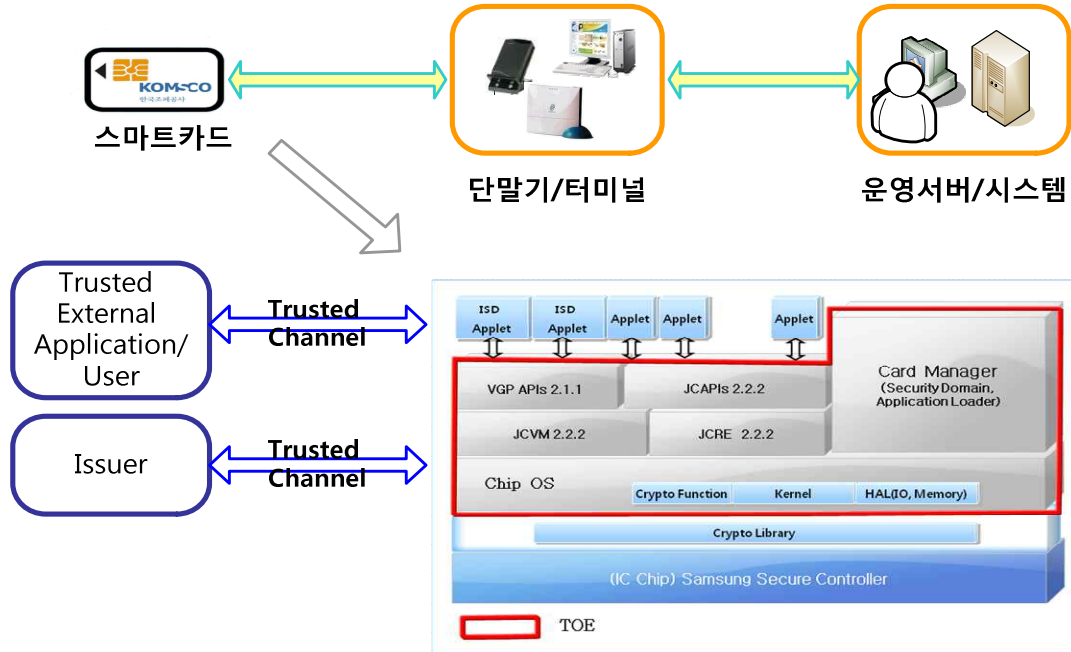 KOMSCO
한국조폐공사
스마트카드
단말기/터미널
운영서버/시스템
Trusted
External
Application/
User
Trusted
Channel
Issuer
Trusted
Channel
ISD
Applet
ISD
Applet
Applet
Applet
Applet
VGP APIs 2.1.1
JCAPIs 2.2.2
Card Manager
(Security Domain,
Application Loader)
JCVM 2.2.2
JCRE 2.2.2
Chip OS
Crypto Function
Kernel
HAL(IO, Memory)
Crypto Library
(IC Chip) Samsung Secure Controller
TOE